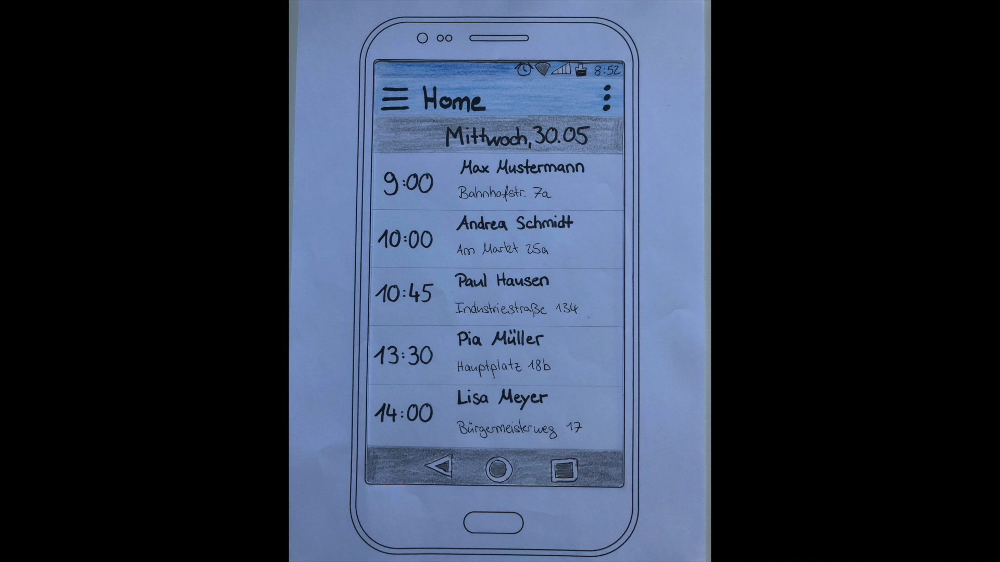 8:52
Home
Mittwoch, 30.05
9:00
Max Mustermann
Bahnhofstr. 7a
10:00
Andrea Schmidt
Am Markt 25a
10:45
Paul Hausen
Industriestraße 134
13:30
Pia Müller
Hauptplatz 18b
14:00
Lisa Meyer
Bürgermeisterweg 17